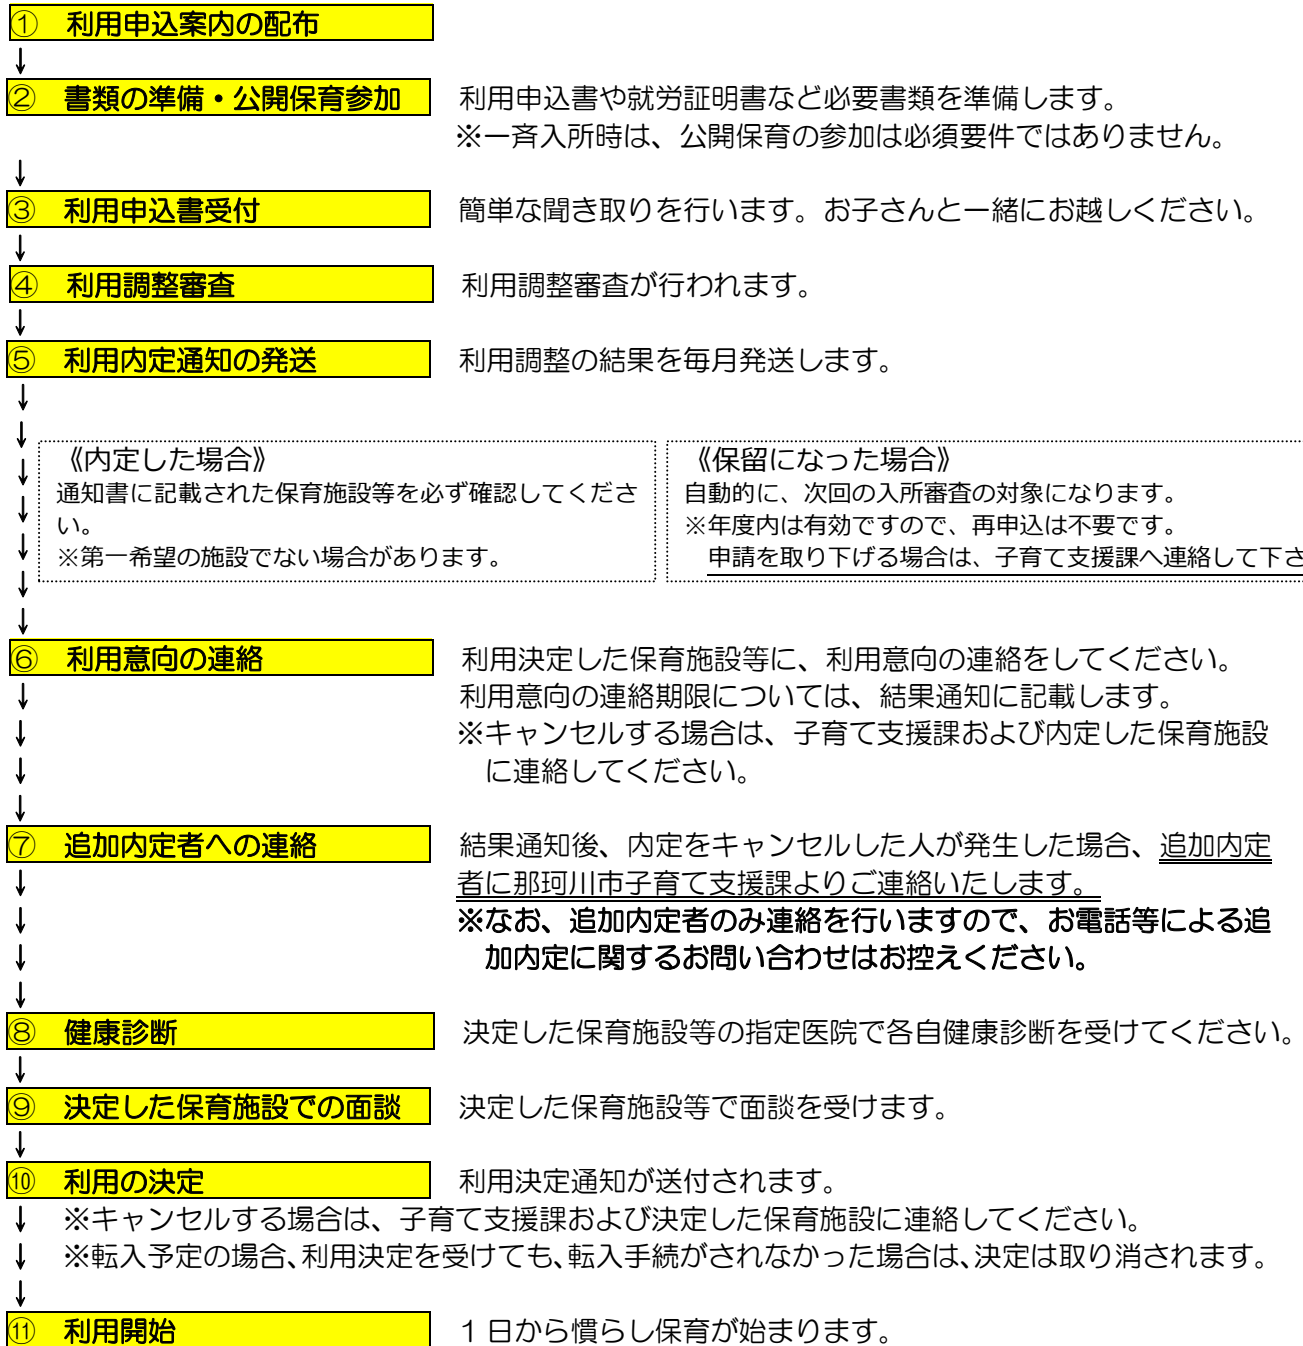 ① 利用申込案内の配布
↓
② 書類の準備・公開保育参加 利用申込書や就労証明書など必要書類を準備します。
※一斉入所時は、公開保育の参加は必須要件ではありません。
↓
③ 利用申込書受付 簡単な聞き取りを行います。お子さんと一緒にお越しください。
↓
④ 利用調整審査 利用調整審査が行われます。
↓
⑤ 利用内定通知の発送 利用調整の結果を毎月発送します。
↓
↓
《内定した場合》
通知書に記載された保育施設等を必ず確認してくださ
い。
※第一希望の施設でない場合があります。
《保留になった場合》
自動的に、次回の入所審査の対象になります。
※年度内は有効ですので、再申込は不要です。
申請を取り下げる場合は、子育て支援課へ連絡して下さ
↓
↓
↓
↓
↓
⑥ 利用意向の連絡 利用決定した保育施設等に、利用意向の連絡をしてください。
↓ 利用意向の連絡期限については、結果通知に記載します。
↓ ※キャンセルする場合は、子育て支援課および内定した保育施設
↓ に連絡してください。
↓
⑦ 追加内定者への連絡 結果通知後、内定をキャンセルした人が発生した場合、追加内定
↓ 者に那珂川市子育て支援課よりご連絡いたします。
↓ ※なお、追加内定者のみ連絡を行いますので、お電話等による追
↓ 加内定に関するお問い合わせはお控えください。
↓
⑧ 健康診断 決定した保育施設等の指定医院で各自健康診断を受けてください。
↓
⑨ 決定した保育施設での面談 決定した保育施設等で面談を受けます。
↓
⑩ 利用の決定 利用決定通知が送付されます。
↓ ※キャンセルする場合は、子育て支援課および決定した保育施設に連絡してください。
↓ ※転入予定の場合、利用決定を受けても、転入手続がされなかった場合は、決定は取り消されます。
↓
⑪ 利用開始 1日から慣らし保育が始まります。